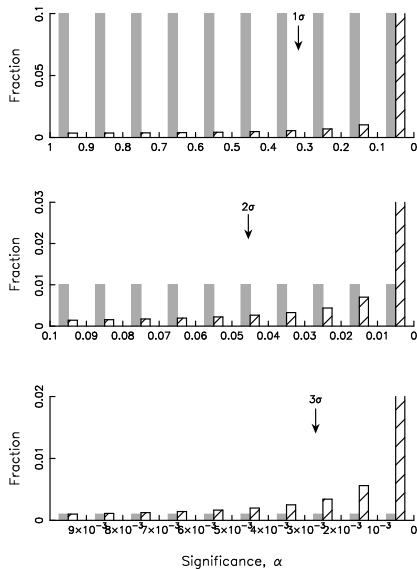 0.1
1σ
0.05
Fraction
0
1 0.9 0.8 0.7 0.6 0.5 0.4 0.3 0.2 0.1 0
0.03
2σ
0.02
Fraction
0.01
0
0.1 0.09 0.08 0.07 0.06 0.05 0.04 0.03 0.02 0.01 0
0.02
3σ
0.01
Fraction
0
9×10⁻³ 8×10⁻³ 7×10⁻³ 6×10⁻³ 5×10⁻³ 4×10⁻³ 3×10⁻³ 2×10⁻³ 10⁻³ 0
Significance, α